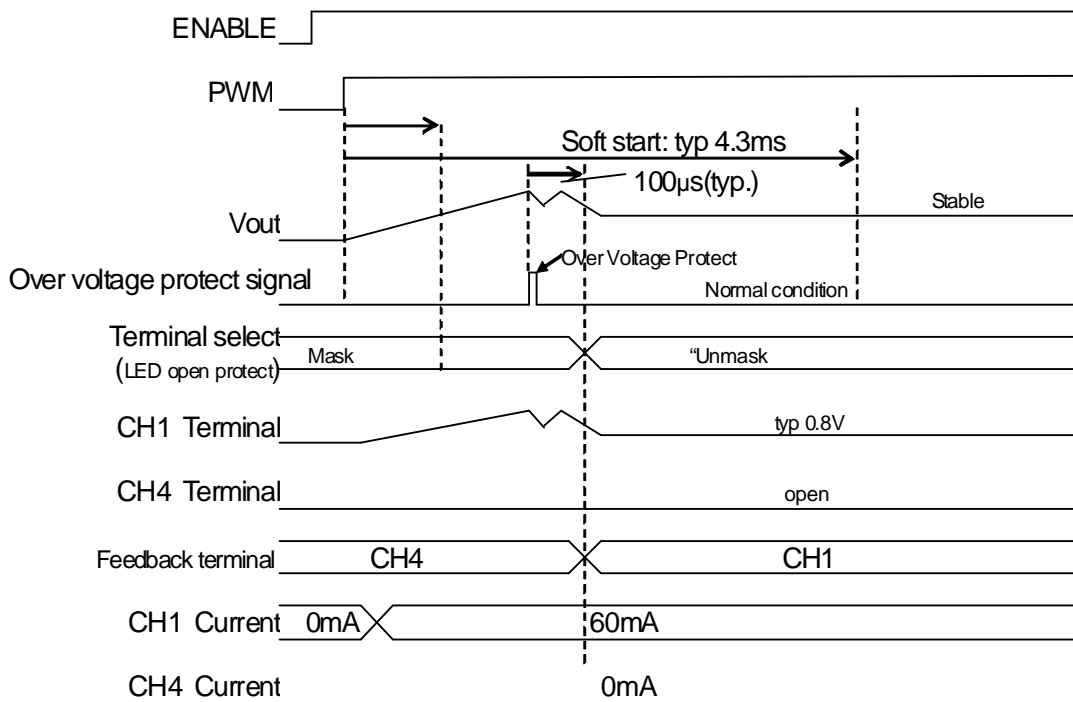 ENABLE
PWM
Soft start: typ 4.3ms
100µs(typ.)
Vout
Stable
Over Voltage Protect
Over voltage protect signal
Normal condition
Terminal select
(LED open protect)
Mask
“Unmask
CH1 Terminal
typ 0.8V
CH4 Terminal
open
Feedback terminal
CH4
CH1
CH1 Current
0mA
60mA
CH4 Current
0mA